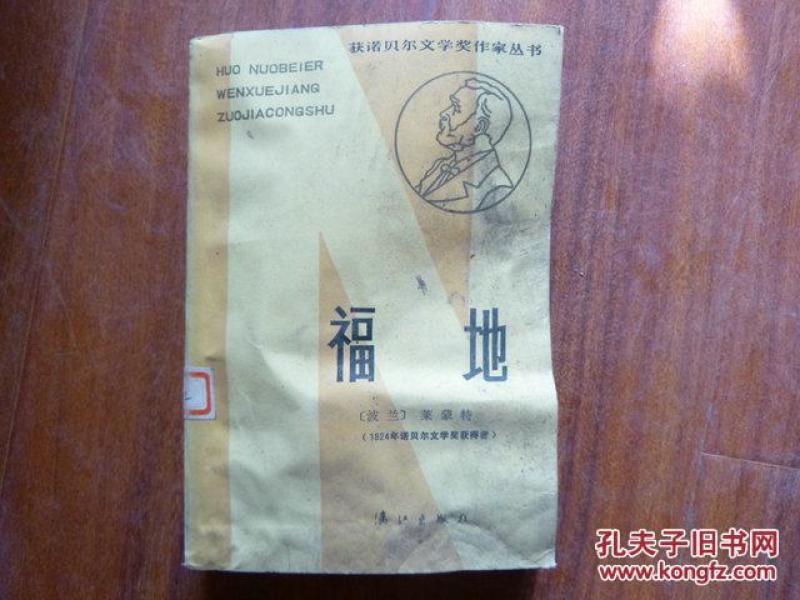 获诺贝尔文学奖作家丛书
HUO NUOBEIER
WENXUEJIANG
ZUOJIACONGSHU
福 地
〔波兰〕 莱蒙特
（1924年诺贝尔文学奖获得者）
漓江出版社
孔夫子旧书网
www.kongfz.com